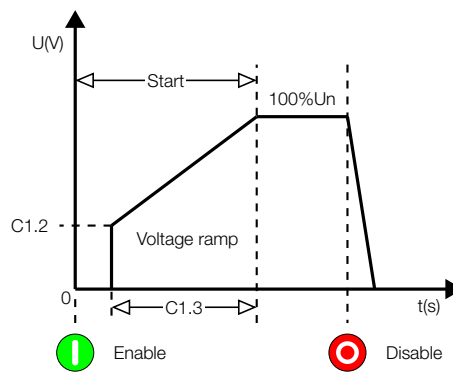 U(V)
Start
100%Un
C1.2
Voltage ramp
0
C1.3
t(s)
Enable
Disable